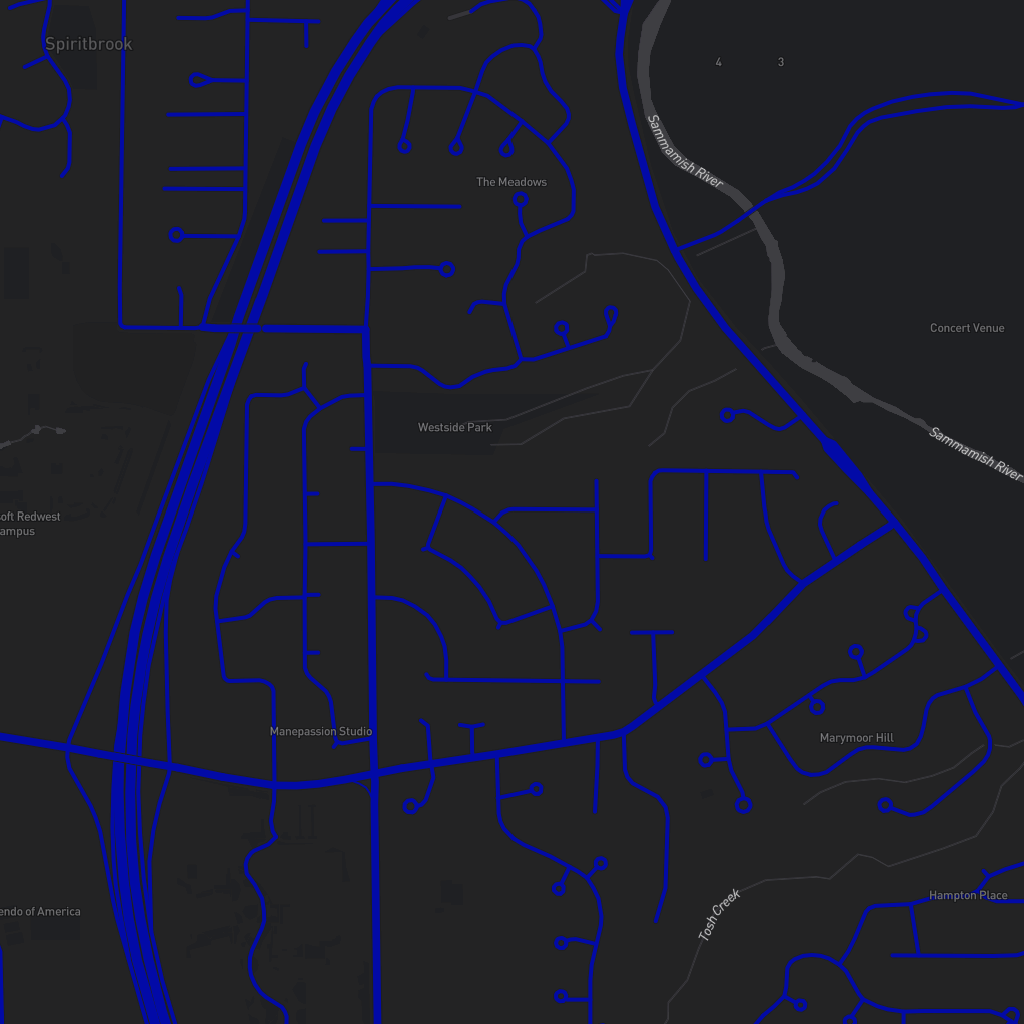 Spiritbrook
4
3
Sammamish River
The Meadows
Concert Venue
Westside Park
Sammamish River
soft Redwest
ampus
Manepassion Studio
Marymoor Hill
Hampton Place
endo of America
Tosh Creek